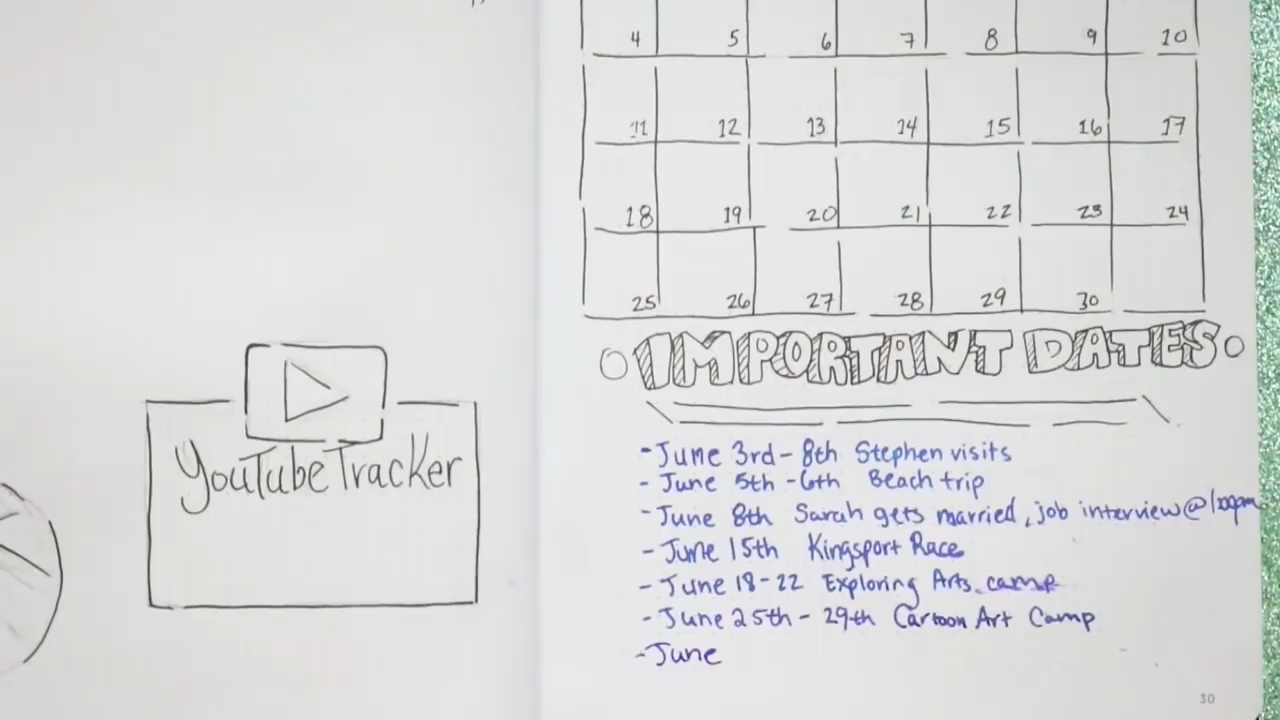 4 5 6 7 8 9 10
11 12 13 14 15 16 17
18 19 20 21 22 23 24
25 26 27 28 29 30
IMPORTANT DATES
- June 3rd - 8th Stephen visits
- June 5th - 6th Beach trip
- June 8th Sarah gets married, job interview @
- June 15th Kingsport Race
- June 18-22 Exploring Arts camp
- June 25th - 29th Cartoon Art Camp
- June
YouTube Tracker
30